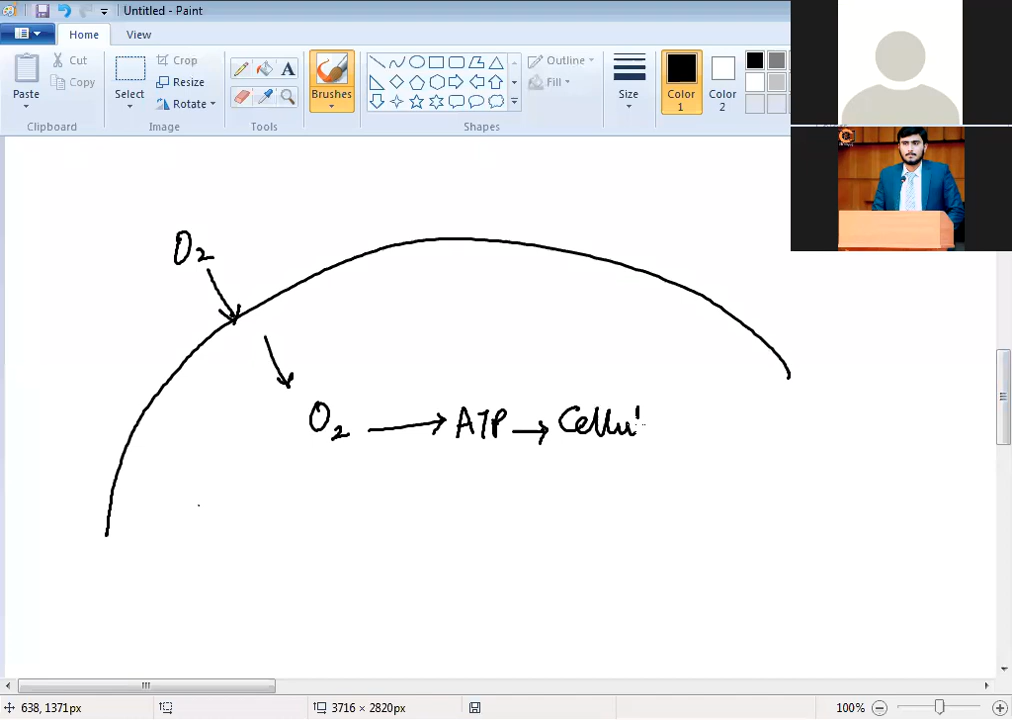 Untitled - Paint
Home View
Paste
Cut
Copy
Clipboard
Select
Crop
Resize
Rotate
Image
A
Tools
Brushes
Outline
Fill
Shapes
Size
Color 1
Color 2
O2
O2 → ATP → Cellul
638, 1371px
3716 × 2820px
100%